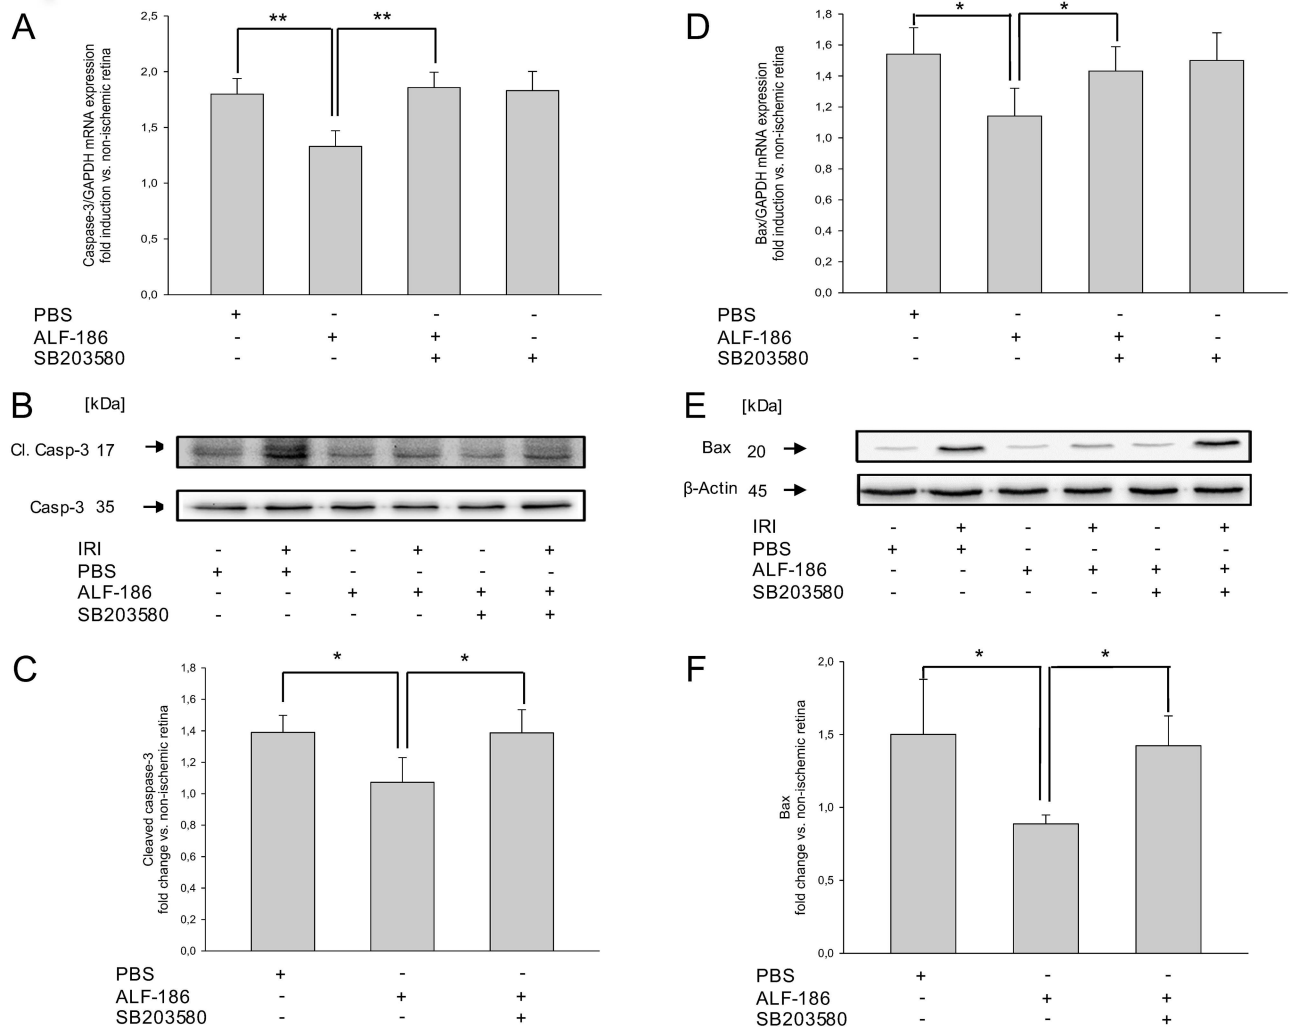 A
Caspase-3/GAPDH mRNA expression
fold induction vs. non-ischemic retina
2,5
2,0
1,5
1,0
0,5
0,0
** **
PBS + - - -
ALF-186 - + + -
SB203580 - - + +
D
Bax/GAPDH mRNA expression
fold induction vs. non-ischemic retina
1,8
1,6
1,4
1,2
1,0
0,8
0,6
0,4
0,2
0,0
* *
PBS + - - -
ALF-186 - + + -
SB203580 - - + +
B
[kDa]
Cl. Casp-3 17
Casp-3 35
IRI - + - + - +
PBS + + - - - -
ALF-186 - - + + + +
SB203580 - - - - + +
E
[kDa]
Bax 20
β-Actin 45
IRI - + - + - +
PBS + + - - - -
ALF-186 - - + + + +
SB203580 - - - - + +
C
Cleaved caspase-3
fold change vs. non-ischemic retina
1,8
1,6
1,4
1,2
1,0
0,8
0,6
0,4
0,2
0,0
* *
PBS + - -
ALF-186 - + +
SB203580 - - +
F
Bax
fold change vs. non-ischemic retina
2,0
1,5
1,0
0,5
0,0
* *
PBS + - -
ALF-186 - + +
SB203580 - - +